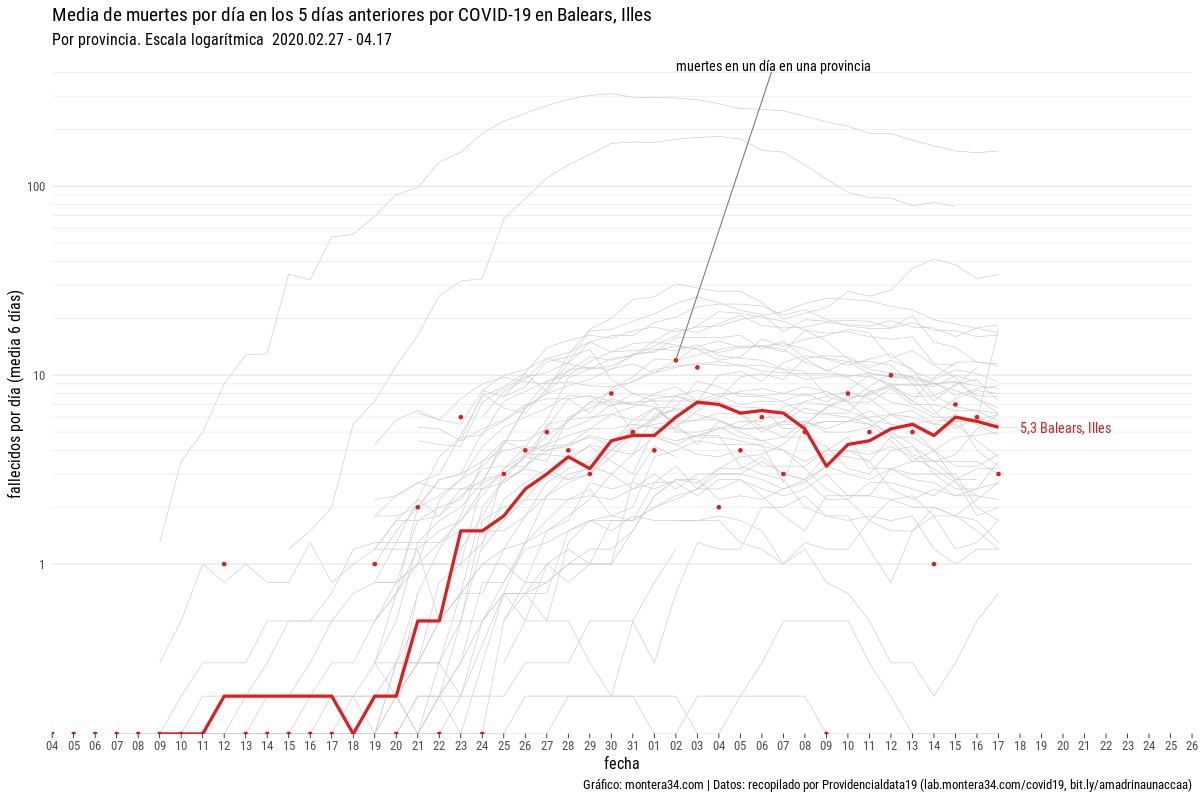 Media de muertes por día en los 5 días anteriores por COVID-19 en Balears, Illes
Por provincia. Escala logarítmica 2020.02.27 - 04.17
muertes en un día en una provincia
fallecidos por día (media 6 días)
100
10
1
5,3 Balears, Illes
04 05 06 07 08 09 10 11 12 13 14 15 16 17 18 19 20 21 22 23 24 25 26 27 28 29 30 31 01 02 03 04 05 06 07 08 09 10 11 12 13 14 15 16 17 18 19 20 21 22 23 24 25 26
fecha
Gráfico: montera34.com | Datos: recopilado por Providencialdata19 (lab.montera34.com/covid19, bit.ly/amadrinaunaccaa)